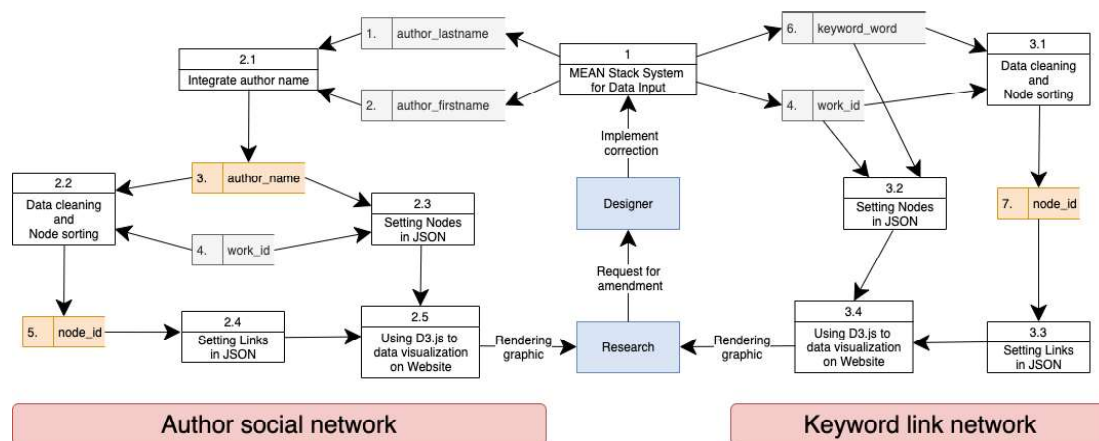 1. author_lastname
6. keyword_word
2.1
Integrate author name
1
MEAN Stack System
for Data Input
3.1
Data cleaning
and
Node sorting
2. author_firstname
4. work_id
Implement
correction
2.2
Data cleaning
and
Node sorting
3. author_name
2.3
Setting Nodes
in JSON
Designer
3.2
Setting Nodes
in JSON
7. node_id
4. work_id
Request for
amendment
5. node_id
2.4
Setting Links
in JSON
2.5
Using D3.js to
data visualization
on Website
Rendering
graphic
Research
Rendering
graphic
3.4
Using D3.js to
data visualization
on Website
3.3
Setting Links
in JSON
Author social network
Keyword link network